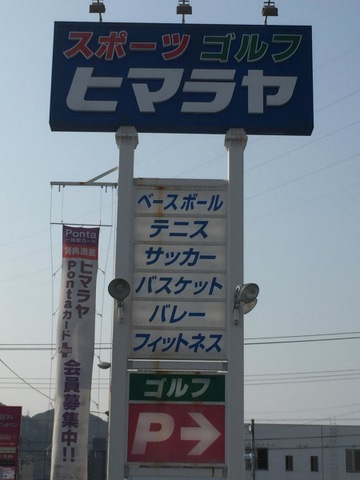 スポーツ ゴルフ
ヒマラヤ
ベースボール
テニス
サッカー
バスケット
バレー
フィットネス
ゴルフ
P→
Ponta
ヒマラヤ
Pontaカード
会員募集中!!